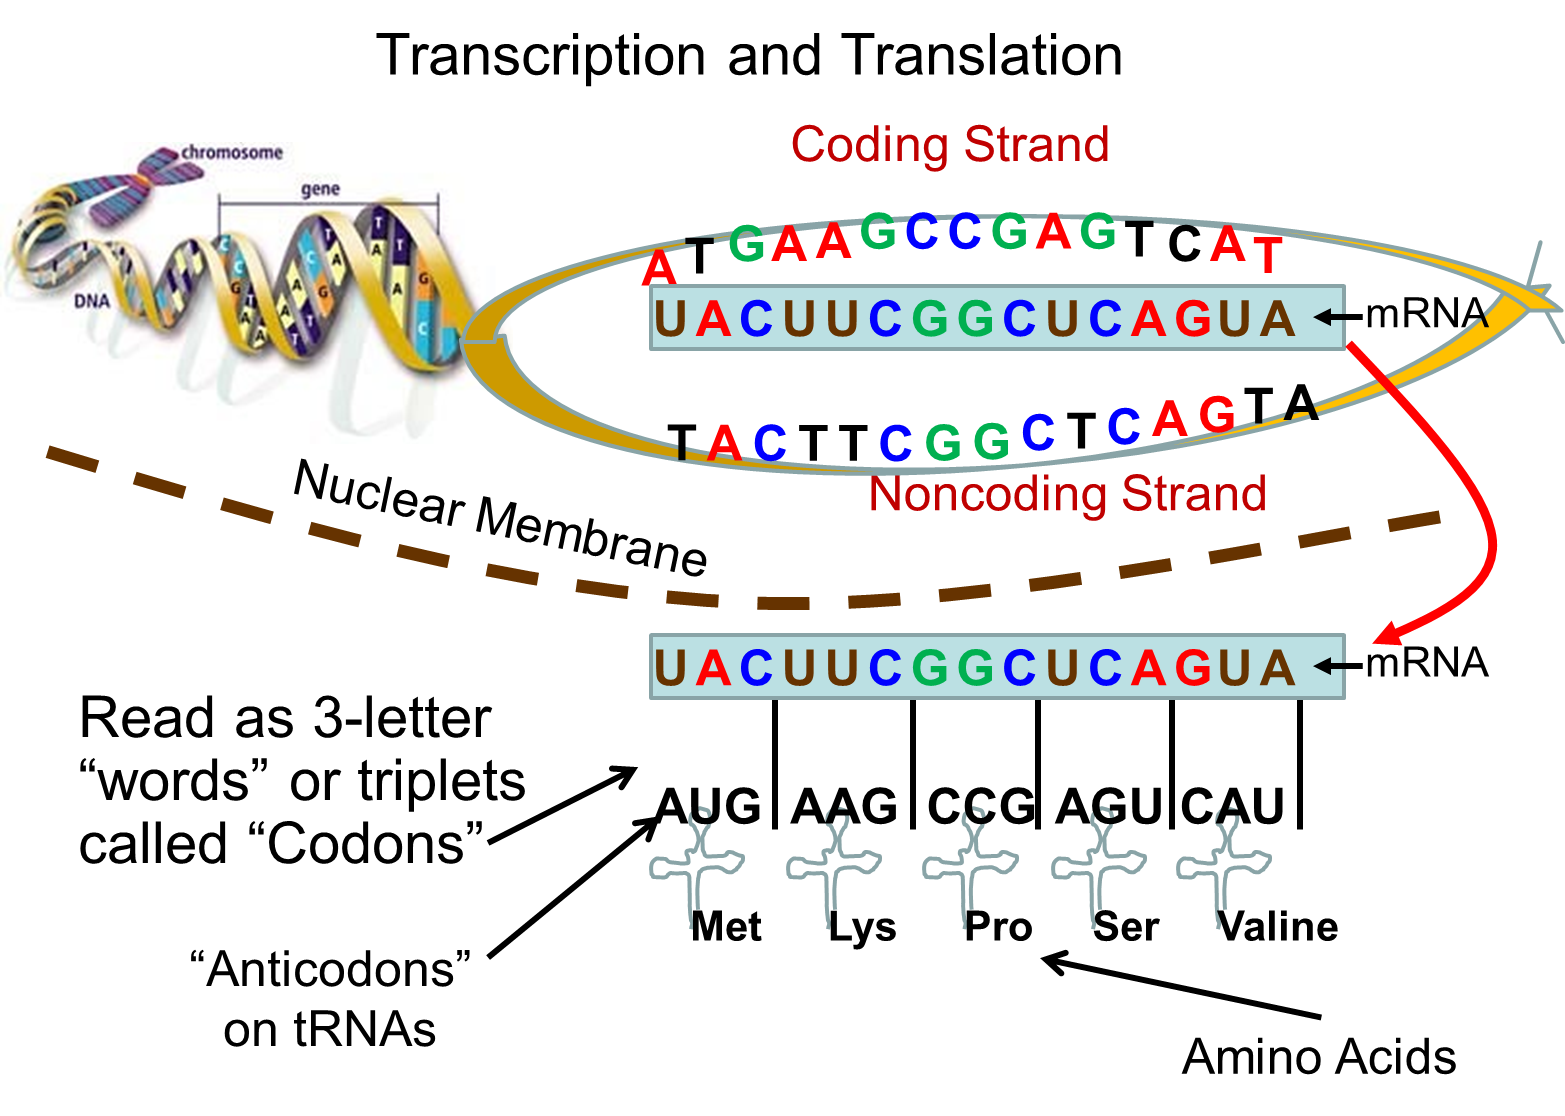 Transcription and Translation
Coding Strand
chromosome
gene
DNA
ATGAAGCCGAGTCAT
UACUUCGGCUCAGUA
mRNA
TACTTCGGCTCAGTA
Noncoding Strand
Nuclear Membrane
UACUUCGGCUCAGUA
mRNA
Read as 3-letter
“words” or triplets
called “Codons”
AUG AAG CCG AGU CAU
Met Lys Pro Ser Valine
“Anticodons”
on tRNAs
Amino Acids